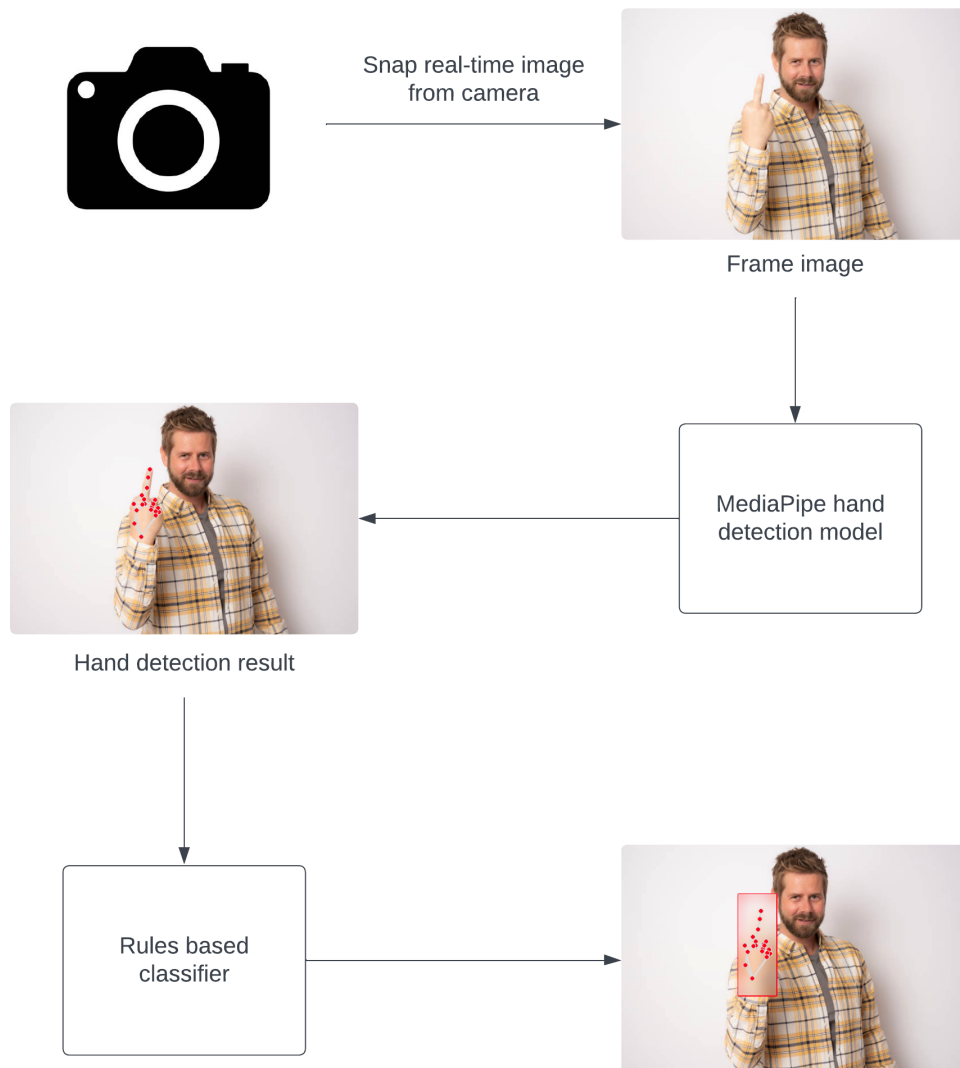 Snap real-time image
from camera
Frame image
MediaPipe hand
detection model
Hand detection result
Rules based
classifier